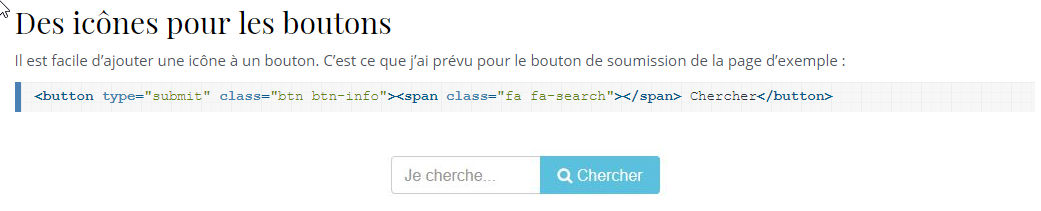 Des icônes pour les boutons
Il est facile d’ajouter une icône à un bouton. C’est ce que j’ai prévu pour le bouton de soumission de la page d’exemple :
<button type="submit" class="btn btn-info"><span class="fa fa-search"></span> Chercher</button>
Je cherche... Chercher